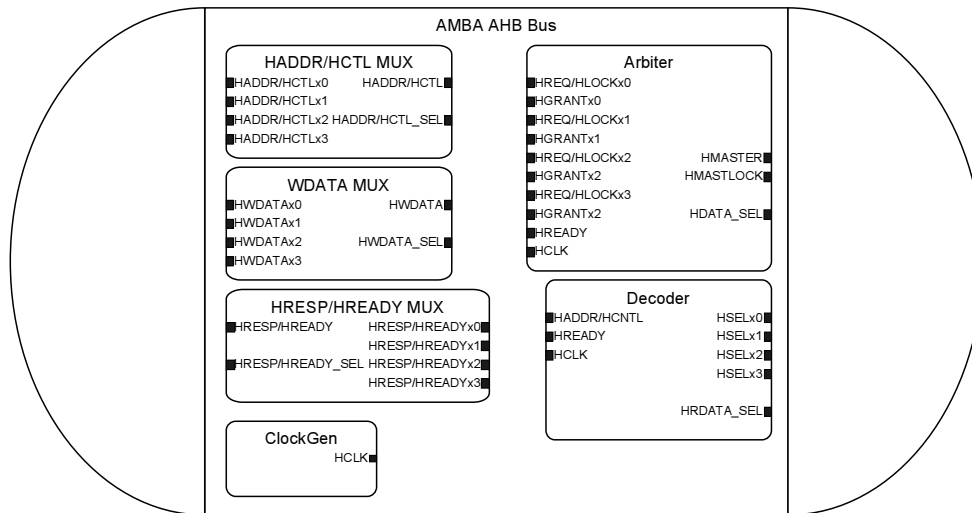 AMBA AHB Bus
HADDR/HCTL MUX
HADDR/HCTLx0 HADDR/HCTL
HADDR/HCTLx1
HADDR/HCTLx2 HADDR/HCTL_SEL
HADDR/HCTLx3
WDATA MUX
HWDATAx0 HWDATA
HWDATAx1
HWDATAx2 HWDATA_SEL
HWDATAx3
HRESP/HREADY MUX
HRESP/HREADY HRESP/HREADYx0
HRESP/HREADYx1
HRESP/HREADY_SEL HRESP/HREADYx2
HRESP/HREADYx3
ClockGen
HCLK
Arbiter
HREQ/HLOCKx0
HGRANTx0
HREQ/HLOCKx1
HGRANTx1
HREQ/HLOCKx2 HMASTER
HGRANTx2 HMASTLOCK
HREQ/HLOCKx3
HGRANTx2 HDATA_SEL
HREADY
HCLK
Decoder
HADDR/HCNTL HSELx0
HREADY HSELx1
HCLK HSELx2
HSELx3
HRDATA_SEL